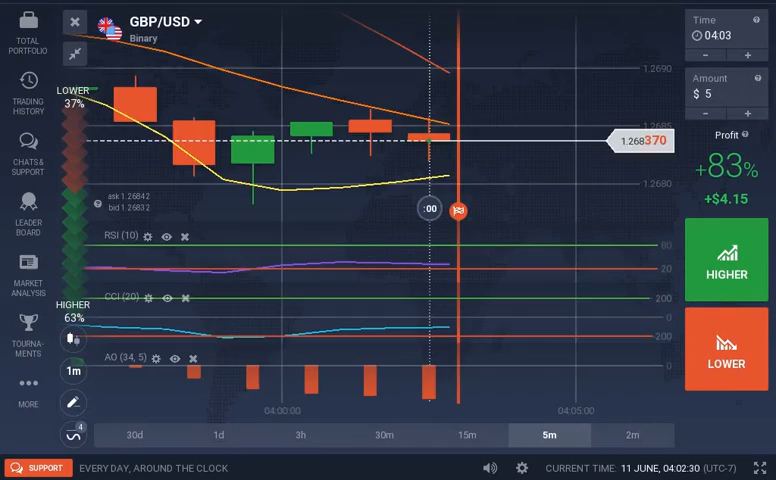 TOTAL
PORTFOLIO
TRADING
HISTORY
CHATS &
SUPPORT
LEADER
BOARD
MARKET
ANALYSIS
TOURNA-
MENTS
MORE
GBP/USD
Binary
LOWER
37%
HIGHER
63%
1m
4
ask 1.26842
bid 1.26832
RSI (10)
CCI (20)
AO (34, 5)
1.2690
1.2685
1.268370
1.2680
:00
80
20
200
0
-200
0
04:00:00
04:05:00
30d
1d
3h
30m
15m
5m
2m
Time
04:03
-
+
Amount
$ 5
-
+
Profit
+83%
+$4.15
HIGHER
LOWER
SUPPORT
EVERY DAY, AROUND THE CLOCK
CURRENT TIME: 11 JUNE, 04:02:30 (UTC-7)